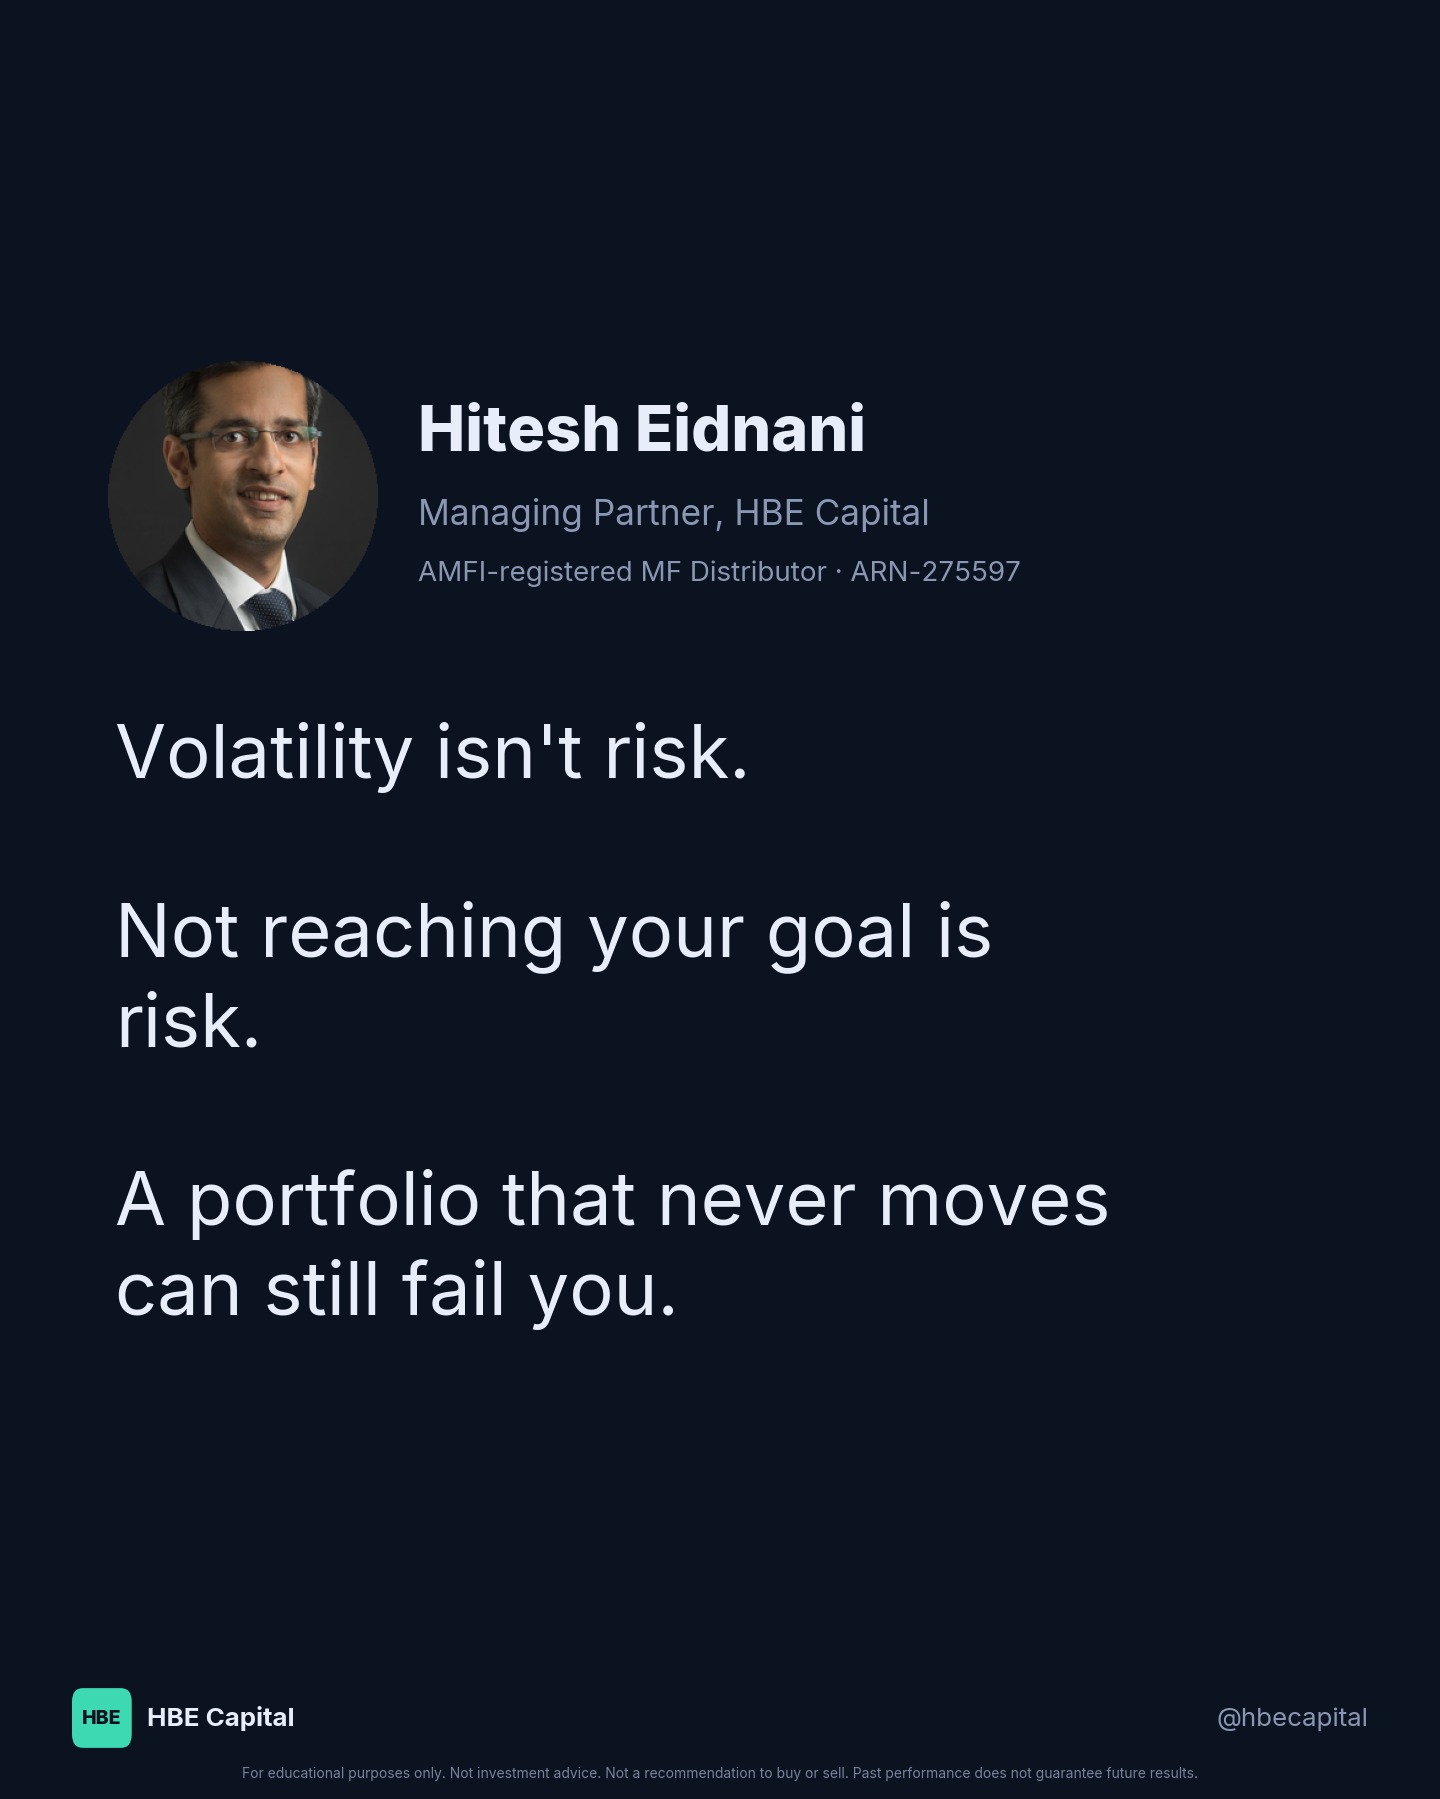 Hitesh Eidnani
Managing Partner, HBE Capital
AMFI-registered MF Distributor · ARN-275597
Volatility isn't risk.
Not reaching your goal is
risk.
A portfolio that never moves
can still fail you.
HBE
HBE Capital
@hbecapital
For educational purposes only. Not investment advice. Not a recommendation to buy or sell. Past performance does not guarantee future results.